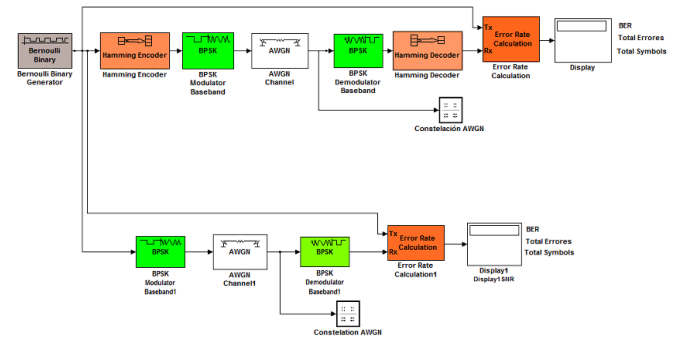 Bernoulli
Binary
Bernoulli Binary
Generator
Hamming Encoder
Hamming Encoder
BPSK
BPSK
Modulator
Baseband
AWGN
AWGN
Channel
BPSK
BPSK
Demodulator
Baseband
Hamming Decoder
Hamming Decoder
Tx
Rx
Error Rate
Calculation
Error Rate
Calculation
Display
BER
Total Errores
Total Symbols
Constelación AWGN
BPSK
BPSK
Modulator
Baseband1
AWGN
AWGN
Channel1
BPSK
BPSK
Demodulator
Baseband1
Tx
Rx
Error Rate
Calculation
Error Rate
Calculation1
Display1
Display1SNR
BER
Total Errores
Total Symbols
Constelation AWGN